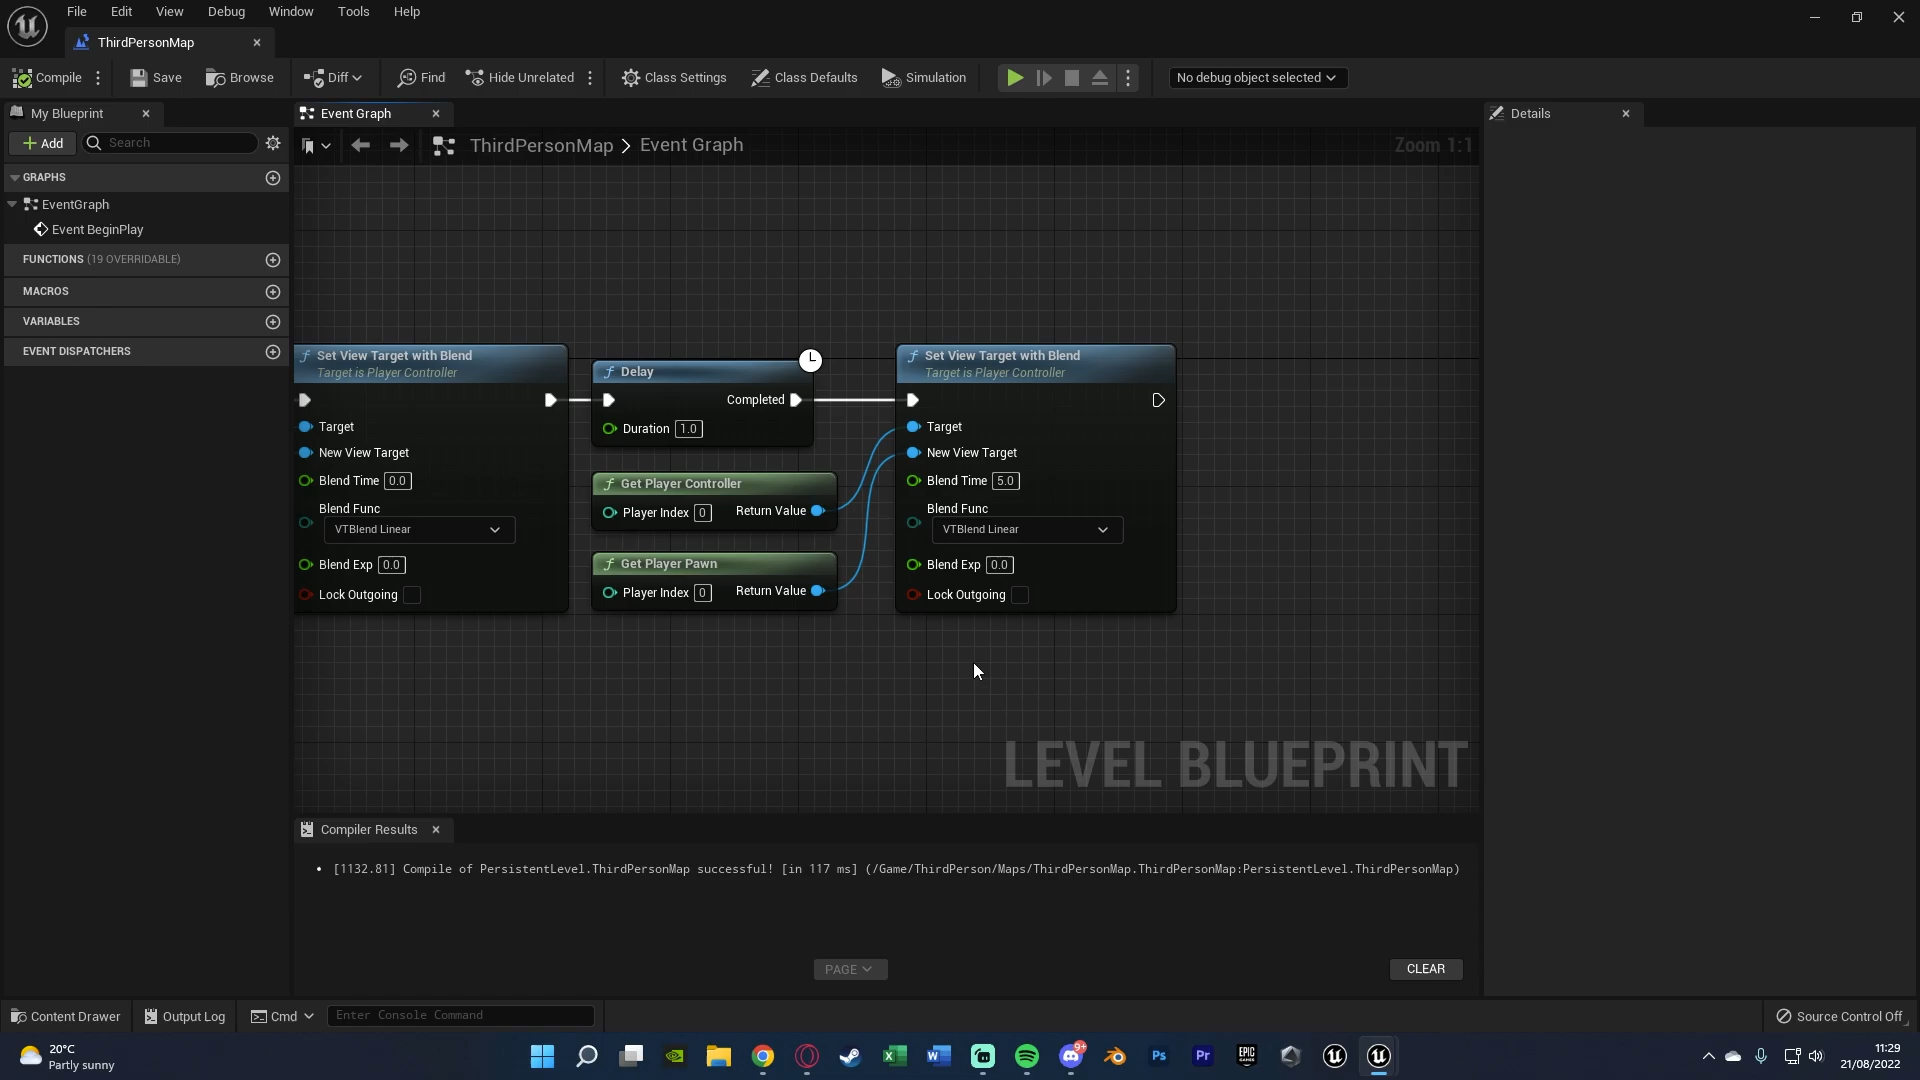 File Edit View Debug Window Tools Help
ThirdPersonMap
Compile Save Browse Diff Find Hide Unrelated Class Settings Class Defaults Simulation No debug object selected
My Blueprint
Event Graph
Details
Add Search
ThirdPersonMap > Event Graph Zoom 1:1
GRAPHS
EventGraph
Event BeginPlay
FUNCTIONS (19 OVERRIDABLE)
MACROS
VARIABLES
EVENT DISPATCHERS
f Set View Target with Blend
Target is Player Controller
Target
New View Target
Blend Time 0.0
Blend Func
VTBlend Linear
Blend Exp 0.0
Lock Outgoing
f Delay
Completed
Duration 1.0
f Get Player Controller
Player Index 0 Return Value
f Get Player Pawn
Player Index 0 Return Value
f Set View Target with Blend
Target is Player Controller
Target
New View Target
Blend Time 5.0
Blend Func
VTBlend Linear
Blend Exp 0.0
Lock Outgoing
LEVEL BLUEPRINT
Compiler Results
• [1132.81] Compile of PersistentLevel.ThirdPersonMap successful! [in 117 ms] (/Game/ThirdPerson/Maps/ThirdPersonMap.ThirdPersonMap:PersistentLevel.ThirdPersonMap)
PAGE
CLEAR
Content Drawer Output Log Cmd Enter Console Command Source Control Off
20°C
Partly sunny
9+
Ps
Pr
EPIC GAMES
11:29
21/08/2022